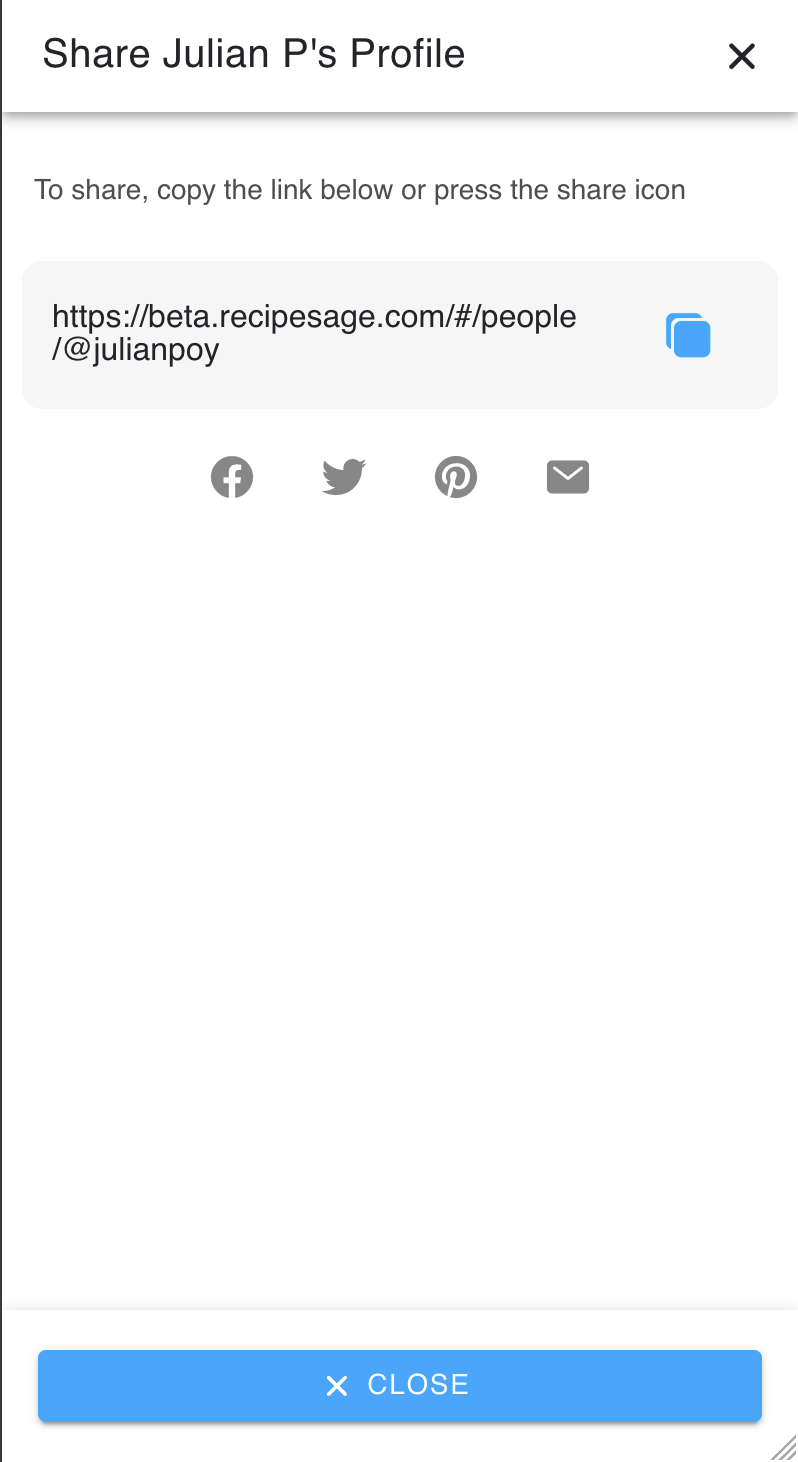 Share Julian P's Profile
To share, copy the link below or press the share icon
https://beta.recipesage.com/#/people
/@julianpoy
CLOSE